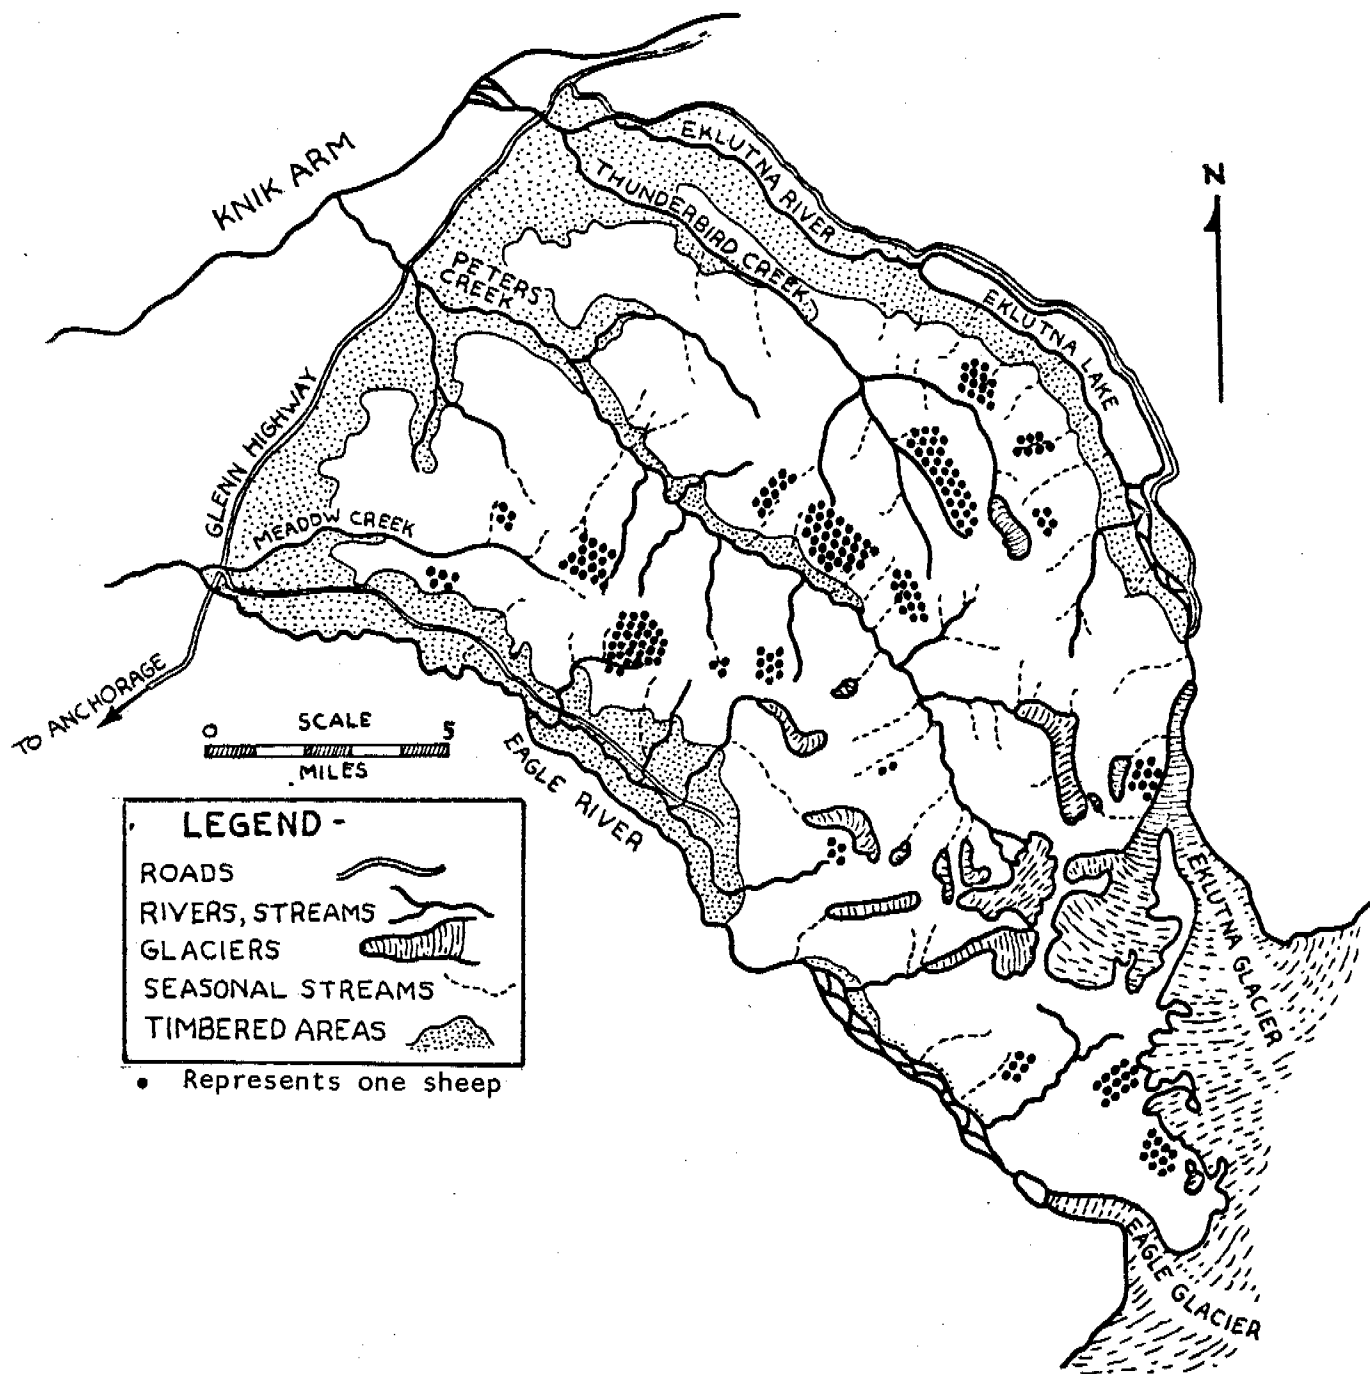 KNIK ARM
EKLUTNA RIVER
THUNDERBIRD CREEK
N
PETERS
CREEK
EKLUTNA LAKE
GLENN HIGHWAY
MEADOW CREEK
TO ANCHORAGE
0 SCALE 5
MILES
EAGLE RIVER
LEGEND -
ROADS
RIVERS, STREAMS
GLACIERS
SEASONAL STREAMS
TIMBERED AREAS
• Represents one sheep
EKLUTNA GLACIER
EAGLE GLACIER